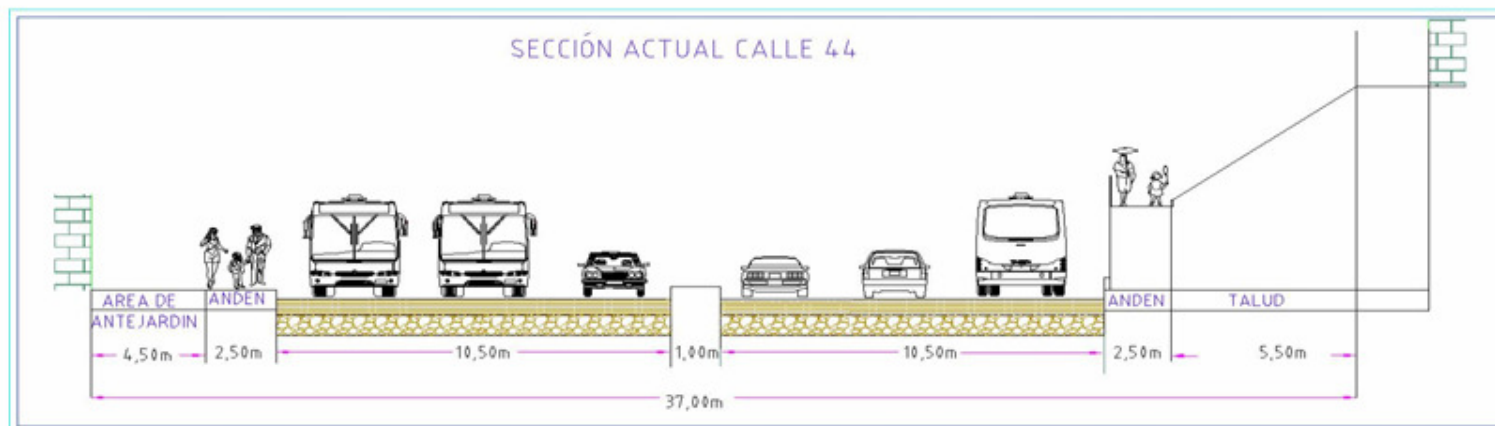 SECCIÓN ACTUAL CALLE 44
AREA DE ANTEJARDIN
ANDEN
ANDEN
TALUD
4,50m
2,50m
10,50m
1,00m
10,50m
2,50m
5,50m
37,00m